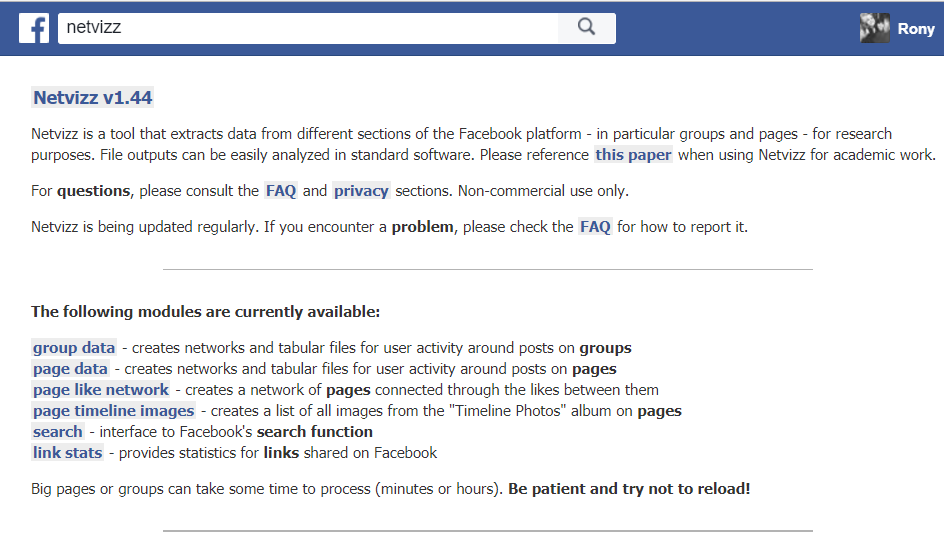 netvizz
Rony
Netvizz v1.44
Netvizz is a tool that extracts data from different sections of the Facebook platform - in particular groups and pages - for research
purposes. File outputs can be easily analyzed in standard software. Please reference this paper when using Netvizz for academic work.
For questions, please consult the FAQ and privacy sections. Non-commercial use only.
Netvizz is being updated regularly. If you encounter a problem, please check the FAQ for how to report it.
The following modules are currently available:
group data - creates networks and tabular files for user activity around posts on groups
page data - creates networks and tabular files for user activity around posts on pages
page like network - creates a network of pages connected through the likes between them
page timeline images - creates a list of all images from the "Timeline Photos" album on pages
search - interface to Facebook's search function
link stats - provides statistics for links shared on Facebook
Big pages or groups can take some time to process (minutes or hours). Be patient and try not to reload!